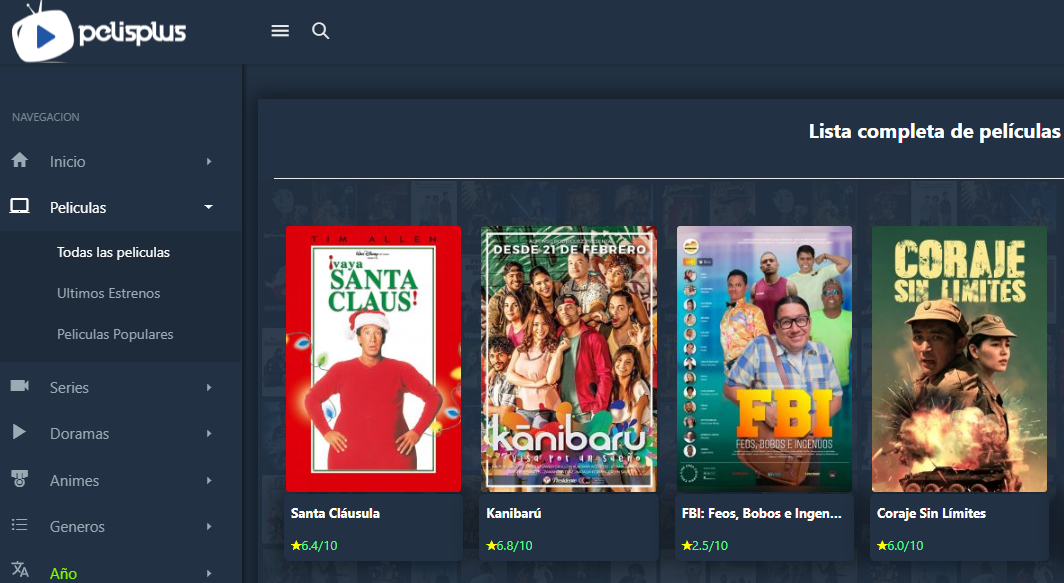 pelisplus
NAVEGACION
Inicio
Peliculas
Todas las peliculas
Ultimos Estrenos
Peliculas Populares
Series
Doramas
Animes
Generos
Año
Lista completa de películas
TIM ALLEN
¡vaya
SANTA
CLAUS!
DESDE 21 DE FEBRERO
kānibaru
FBI
FEOS, BOBOS E INGENUOS
CORAJE
SIN LÍMITES
Santa Cláusula
★6.4/10
Kanibarú
★6.8/10
FBI: Feos, Bobos e Ingen...
★2.5/10
Coraje Sin Límites
★6.0/10